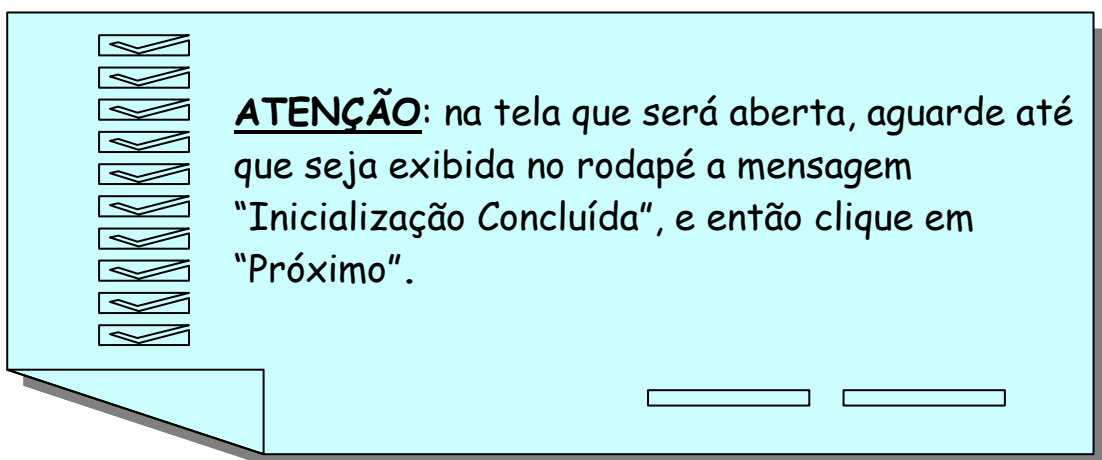 ATENÇÃO: na tela que será aberta, aguarde até
que seja exibida no rodapé a mensagem
“Inicialização Concluída”, e então clique em
“Próximo”.